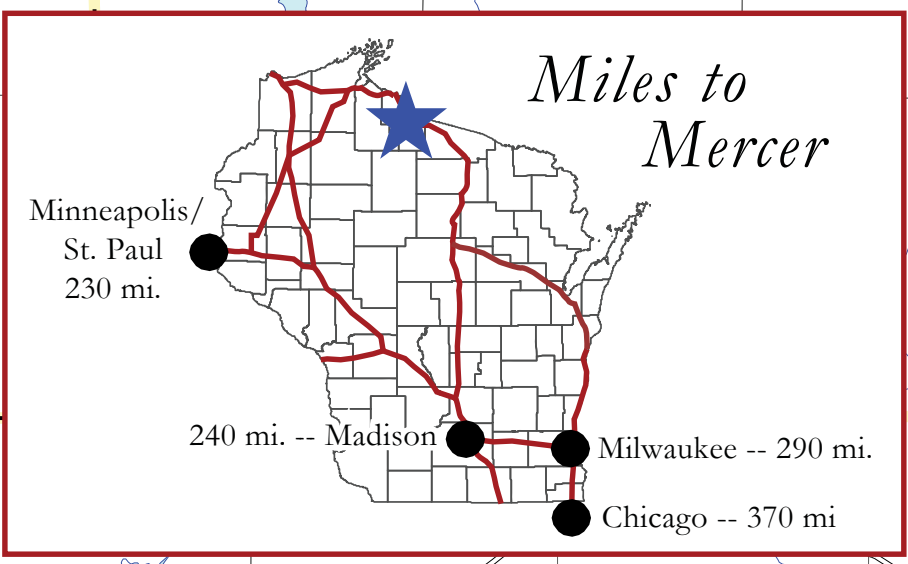 Miles to
Mercer
Minneapolis/
St. Paul
230 mi.
240 mi. -- Madison
Milwaukee -- 290 mi.
Chicago -- 370 mi